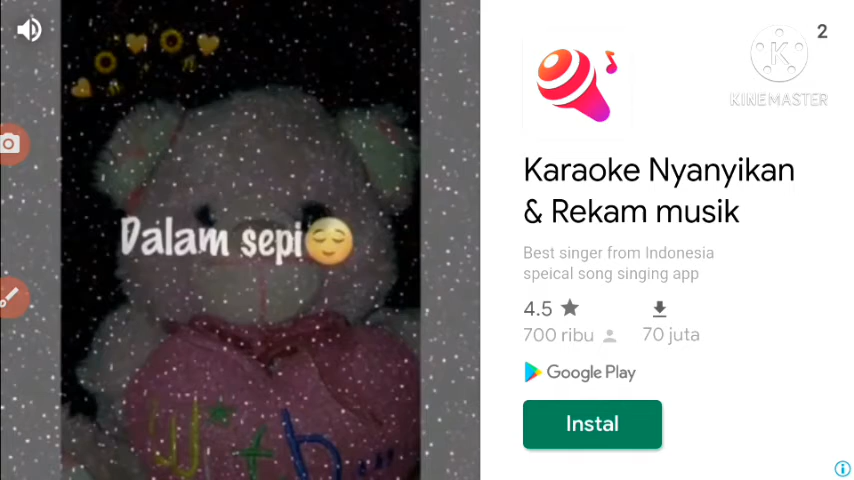 Dalam sepi😌
With
2
KINEMASTER
Karaoke Nyanyikan
& Rekam musik
Best singer from Indonesia
speical song singing app
4.5
700 ribu
70 juta
Google Play
Instal